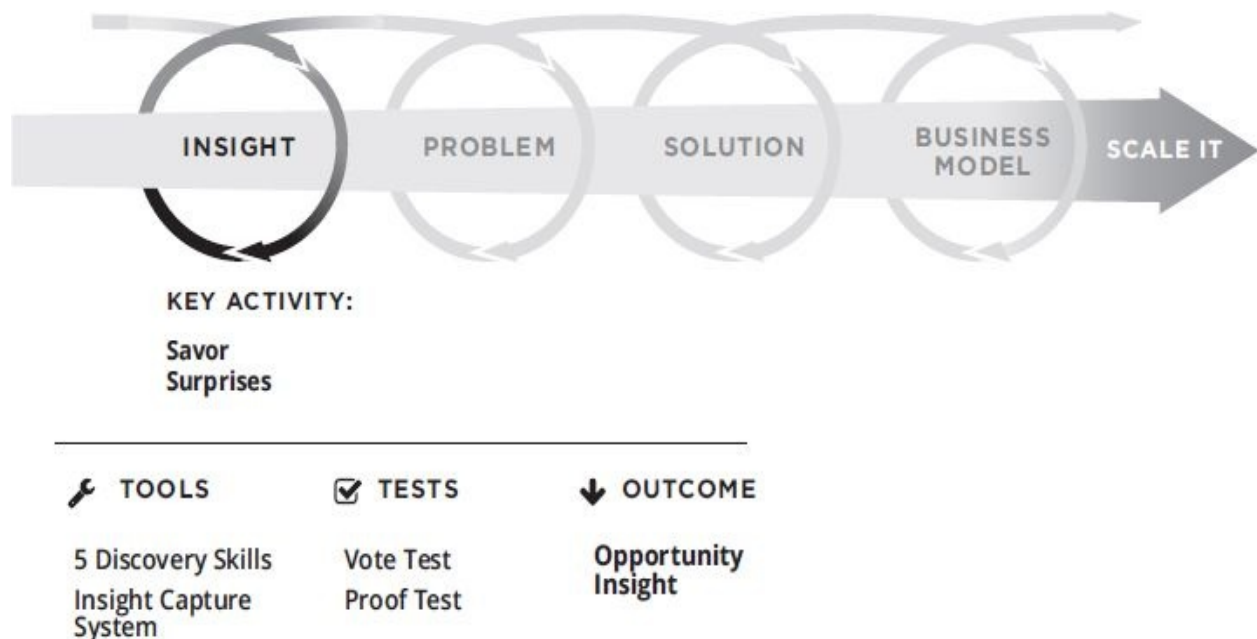 INSIGHT
PROBLEM
SOLUTION
BUSINESS
MODEL
SCALE IT
KEY ACTIVITY:
Savor
Surprises
TOOLS
5 Discovery Skills
Insight Capture
System
TESTS
Vote Test
Proof Test
OUTCOME
Opportunity
Insight